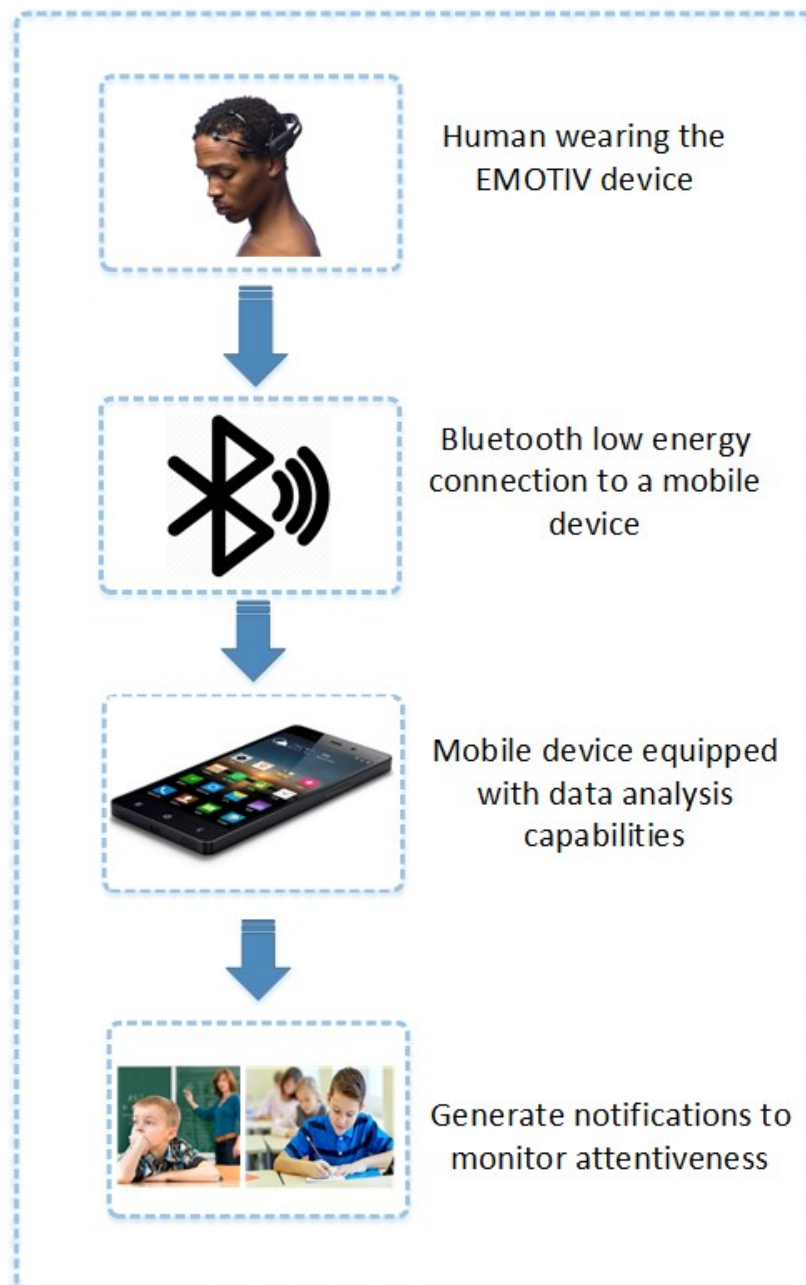 Human wearing the
EMOTIV device
Bluetooth low energy
connection to a mobile
device
Mobile device equipped
with data analysis
capabilities
Generate notifications to
monitor attentiveness